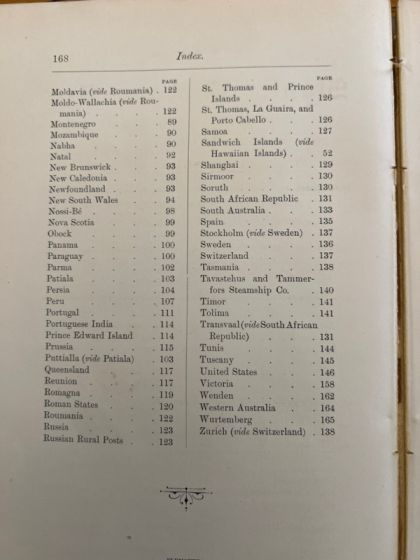 168
Index.
PAGE
Moldavia (vide Roumania) . 122
Moldo-Wallachia (vide Rou-
mania) . . . . 122
Montenegro . . . 89
Mozambique . . . 90
Nabha . . . . 90
Natal . . . . 92
New Brunswick . . . 93
New Caledonia . . . 93
Newfoundland . . . 93
New South Wales . . 94
Nossi-Bé . . . . 98
Nova Scotia . . . 99
Obock . . . . 99
Panama . . . . 100
Paraguay . . . . 100
Parma . . . . 102
Patiala . . . . 103
Persia . . . . 104
Peru . . . . 107
Portugal . . . . 111
Portuguese India . . 114
Prince Edward Island . 114
Prussia . . . . 115
Puttialla (vide Patiala) . 103
Queensland . . . 117
Reunion . . . . 117
Romagna . . . . 119
Roman States . . . 120
Roumania . . . . 122
Russia . . . . 123
Russian Rural Posts . . 123
PAGE
St. Thomas and Prince
Islands . . . . 126
St. Thomas, La Guaira, and
Porto Cabello . . . 126
Samoa . . . . 127
Sandwich Islands (vide
Hawaiian Islands) . . 52
Shanghai . . . . 129
Sirmoor . . . . 130
Soruth . . . . 130
South African Republic . 131
South Australia . . . 133
Spain . . . . 135
Stockholm (vide Sweden) . 137
Sweden . . . . 136
Switzerland . . . 137
Tasmania . . . . 138
Tavastehus and Tammer-
fors Steamship Co. . 140
Timor . . . . 141
Tolima . . . . 141
Transvaal (vide South African
Republic) . . . 131
Tunis . . . . 144
Tuscany . . . . 145
United States . . . 146
Victoria . . . . 158
Wenden . . . . 162
Western Australia . . 164
Wurtemberg . . . 165
Zurich (vide Switzerland) . 138